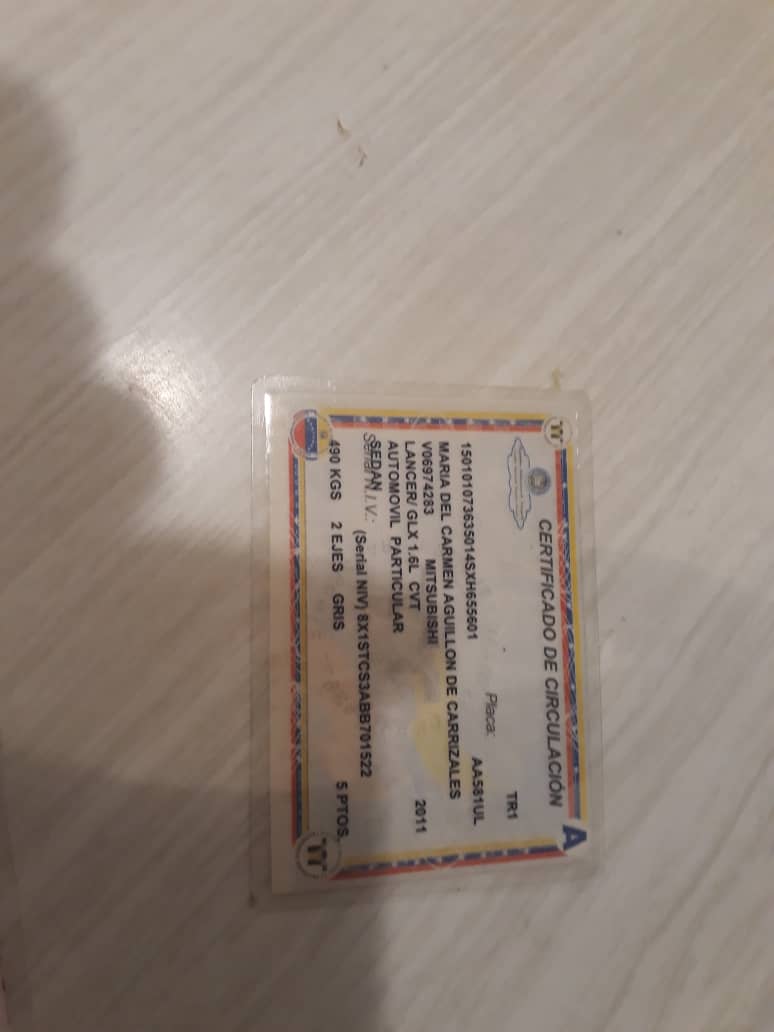 A
CERTIFICADO DE CIRCULACIÓN
TR1
Placa:
150101073635014SXH655601 AA581UL
MARIA DEL CARMEN AGUILLON DE CARRIZALES
V06974283 MITSUBISHI 2011
LANCER/ GLX 1.6L CVT
AUTOMOVIL PARTICULAR
SEDAN
Serial N.I.V.: (Serial NIV) 8X1STCS3ABB701522
490 KGS 2 EJES GRIS 5 PTOS.